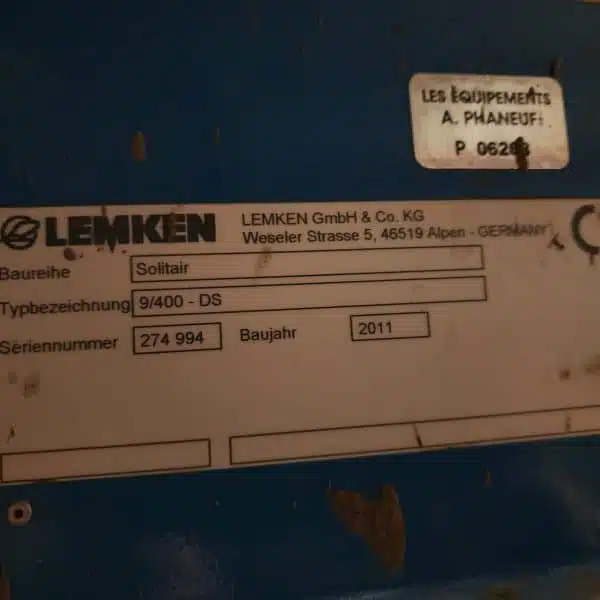 LES ÉQUIPEMENTS
A. PHANEUF
P
LEMKEN
LEMKEN GmbH & Co. KG
Weseler Strasse 5, 46519 Alpen - GERMANY
Baureihe Solitair
Typbezeichnung 9/400 - DS
Seriennummer 274 994 Baujahr 2011